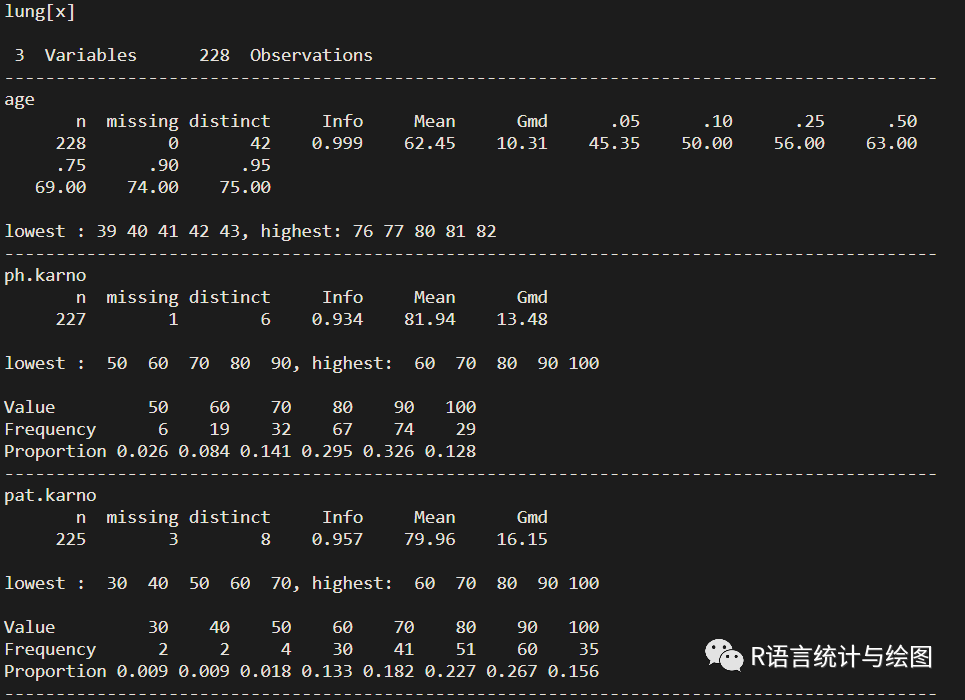 lung[x]
3 Variables 228 Observations
--------------------------------------------------------------------------------------------
age
n missing distinct Info Mean Gmd .05 .10 .25 .50
228 0 42 0.999 62.45 10.31 45.35 50.00 56.00 63.00
.75 .90 .95
69.00 74.00 75.00
lowest : 39 40 41 42 43, highest: 76 77 80 81 82
--------------------------------------------------------------------------------------------
ph.karno
n missing distinct Info Mean Gmd
227 1 6 0.934 81.94 13.48
lowest : 50 60 70 80 90, highest: 60 70 80 90 100
Value 50 60 70 80 90 100
Frequency 6 19 32 67 74 29
Proportion 0.026 0.084 0.141 0.295 0.326 0.128
--------------------------------------------------------------------------------------------
pat.karno
n missing distinct Info Mean Gmd
225 3 8 0.957 79.96 16.15
lowest : 30 40 50 60 70, highest: 60 70 80 90 100
Value 30 40 50 60 70 80 90 100
Frequency 2 2 4 30 41 51 60 35
Proportion 0.009 0.009 0.018 0.133 0.182 0.227 0.267 0.156
--------------------------------------------------------------------------------------------
R语言统计与绘图